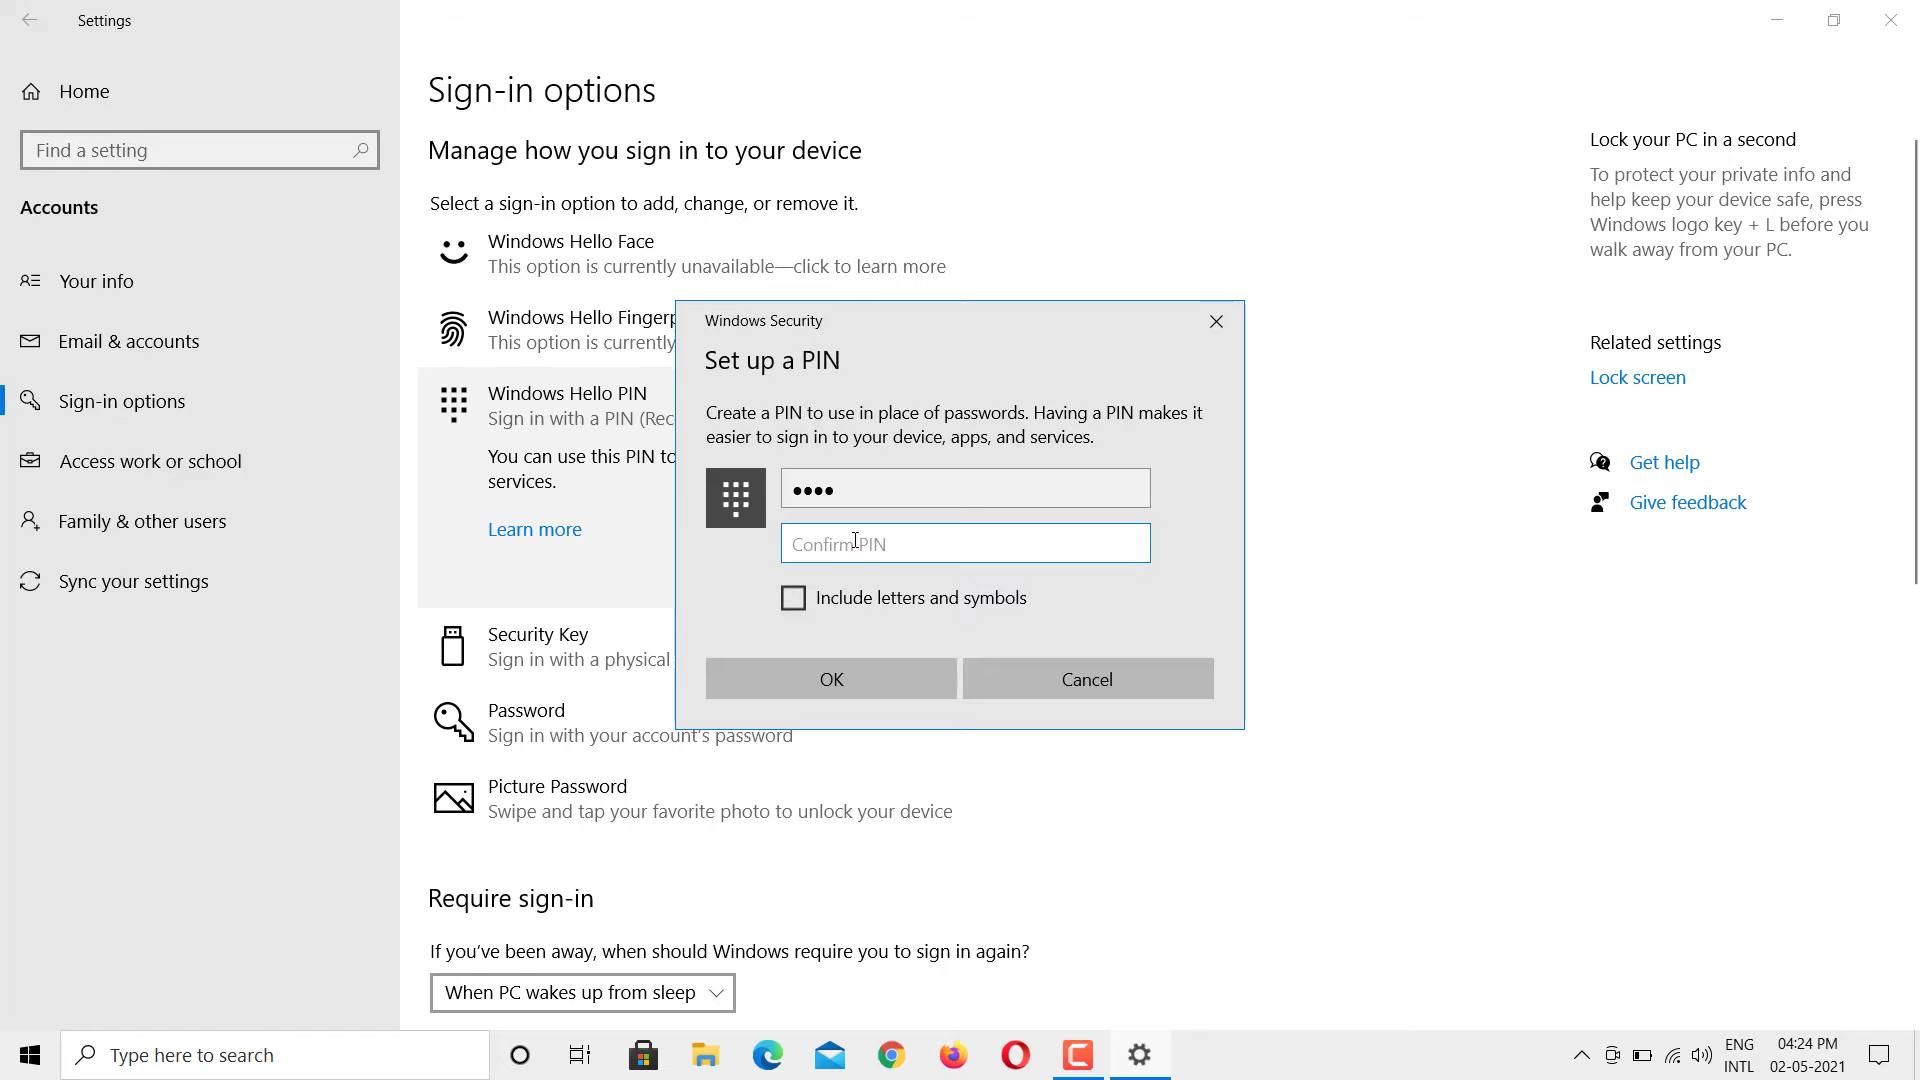 Settings
Home
Find a setting
Accounts
Your info
Email & accounts
Sign-in options
Access work or school
Family & other users
Sync your settings
Sign-in options
Manage how you sign in to your device
Select a sign-in option to add, change, or remove it.
Windows Hello Face
This option is currently unavailable—click to learn more
Windows Hello Fingerp
This option is currently
Windows Hello PIN
Sign in with a PIN (Rec
You can use this PIN to
services.
Learn more
Security Key
Sign in with a physical
Password
Sign in with your account's password
Picture Password
Swipe and tap your favorite photo to unlock your device
Require sign-in
If you've been away, when should Windows require you to sign in again?
When PC wakes up from sleep
Windows Security
Set up a PIN
Create a PIN to use in place of passwords. Having a PIN makes it
easier to sign in to your device, apps, and services.
Confirm PIN
Include letters and symbols
OK
Cancel
Lock your PC in a second
To protect your private info and
help keep your device safe, press
Windows logo key + L before you
walk away from your PC.
Related settings
Lock screen
Get help
Give feedback
Type here to search
ENG
INTL
04:24 PM
02-05-2021